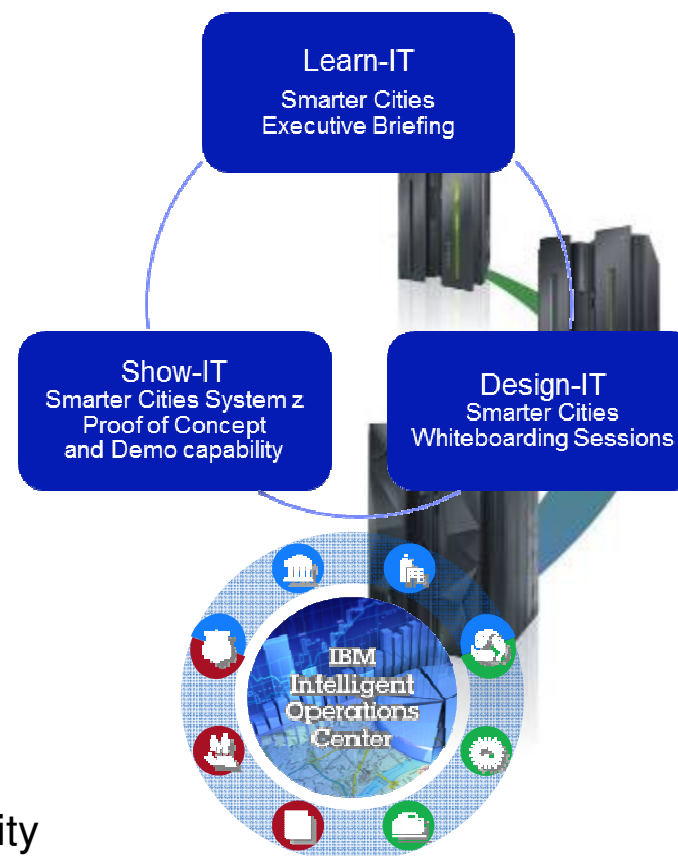 Learn-IT
Smarter Cities
Executive Briefing
Show-IT
Smarter Cities System z
Proof of Concept
and Demo capability
Design-IT
Smarter Cities
Whiteboarding Sessions
IBM
Intelligent
Operations
Center
ity